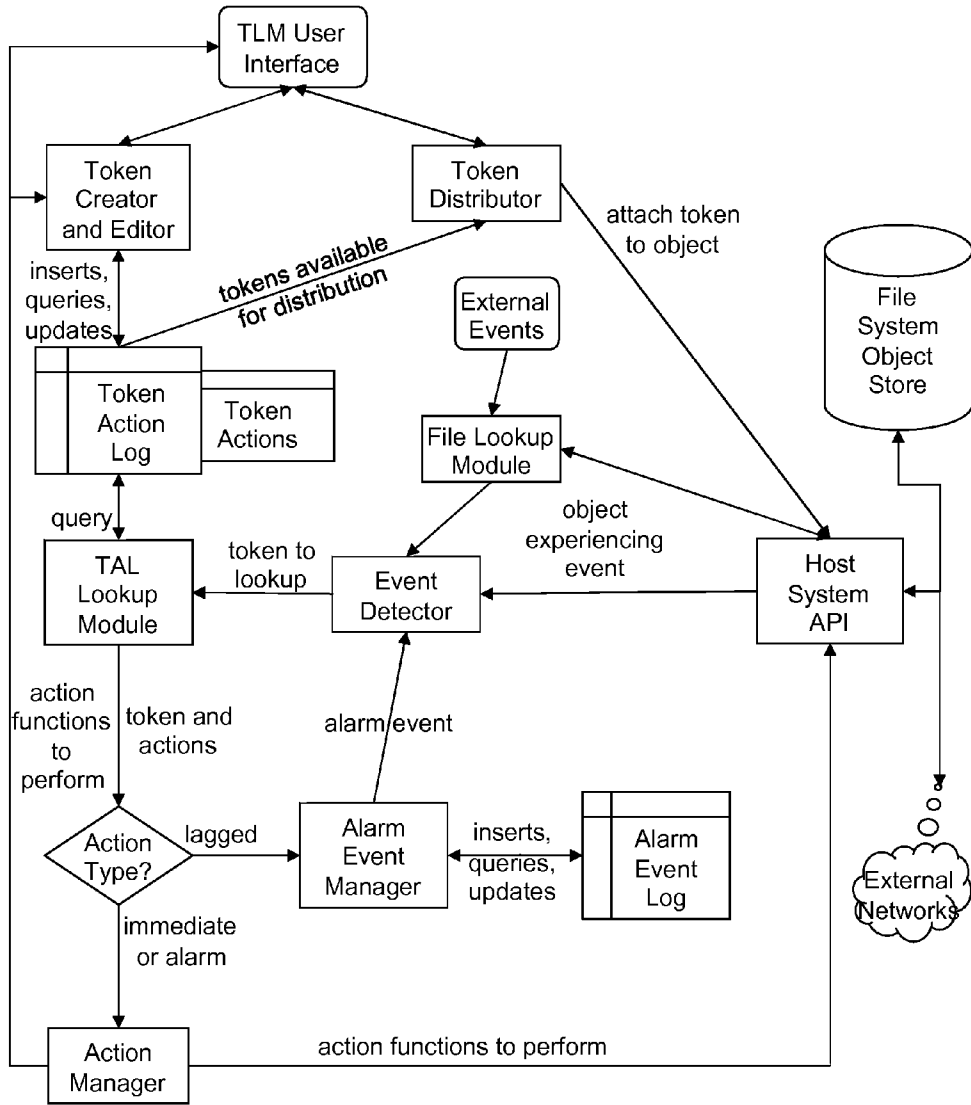 TLM User
Interface
Token
Creator
and Editor
Token
Distributor
attach token
to object
inserts,
queries,
updates
tokens available
for distribution
External
Events
File
System
Object
Store
Token
Action
Log
Token
Actions
File Lookup
Module
query
object
experiencing
event
token to
lookup
TAL
Lookup
Module
Event
Detector
Host
System
API
action
functions
to
perform
token and
actions
alarm event
Action
Type?
lagged
Alarm
Event
Manager
inserts,
queries,
updates
Alarm
Event
Log
External
Networks
immediate
or alarm
Action
Manager
action functions to perform